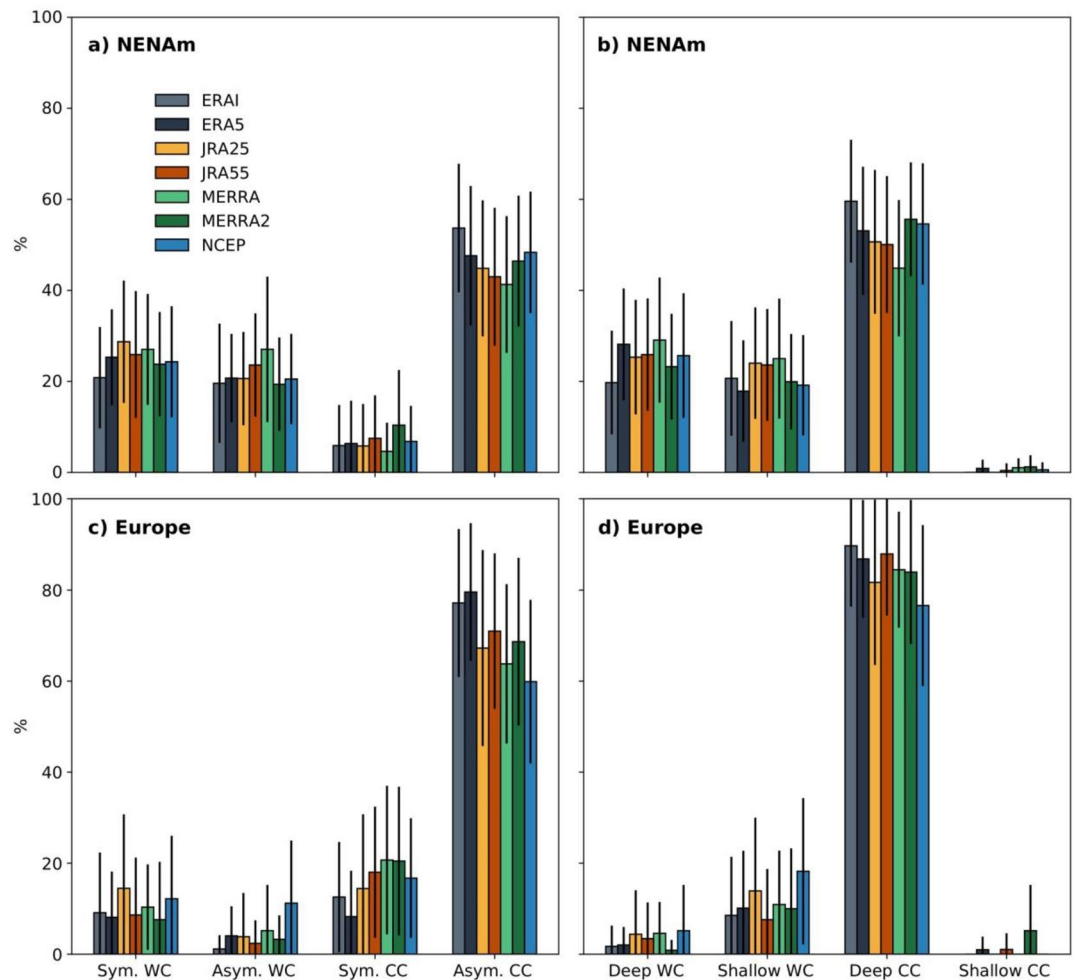 100
80
60
40
20
0
%
a) NENAm
ERAI
ERA5
JRA25
JRA55
MERRA
MERRA2
NCEP
b) NENAm
100
80
60
40
20
0
%
c) Europe
Sym. WC Asym. WC Sym. CC Asym. CC
d) Europe
Deep WC Shallow WC Deep CC Shallow CC